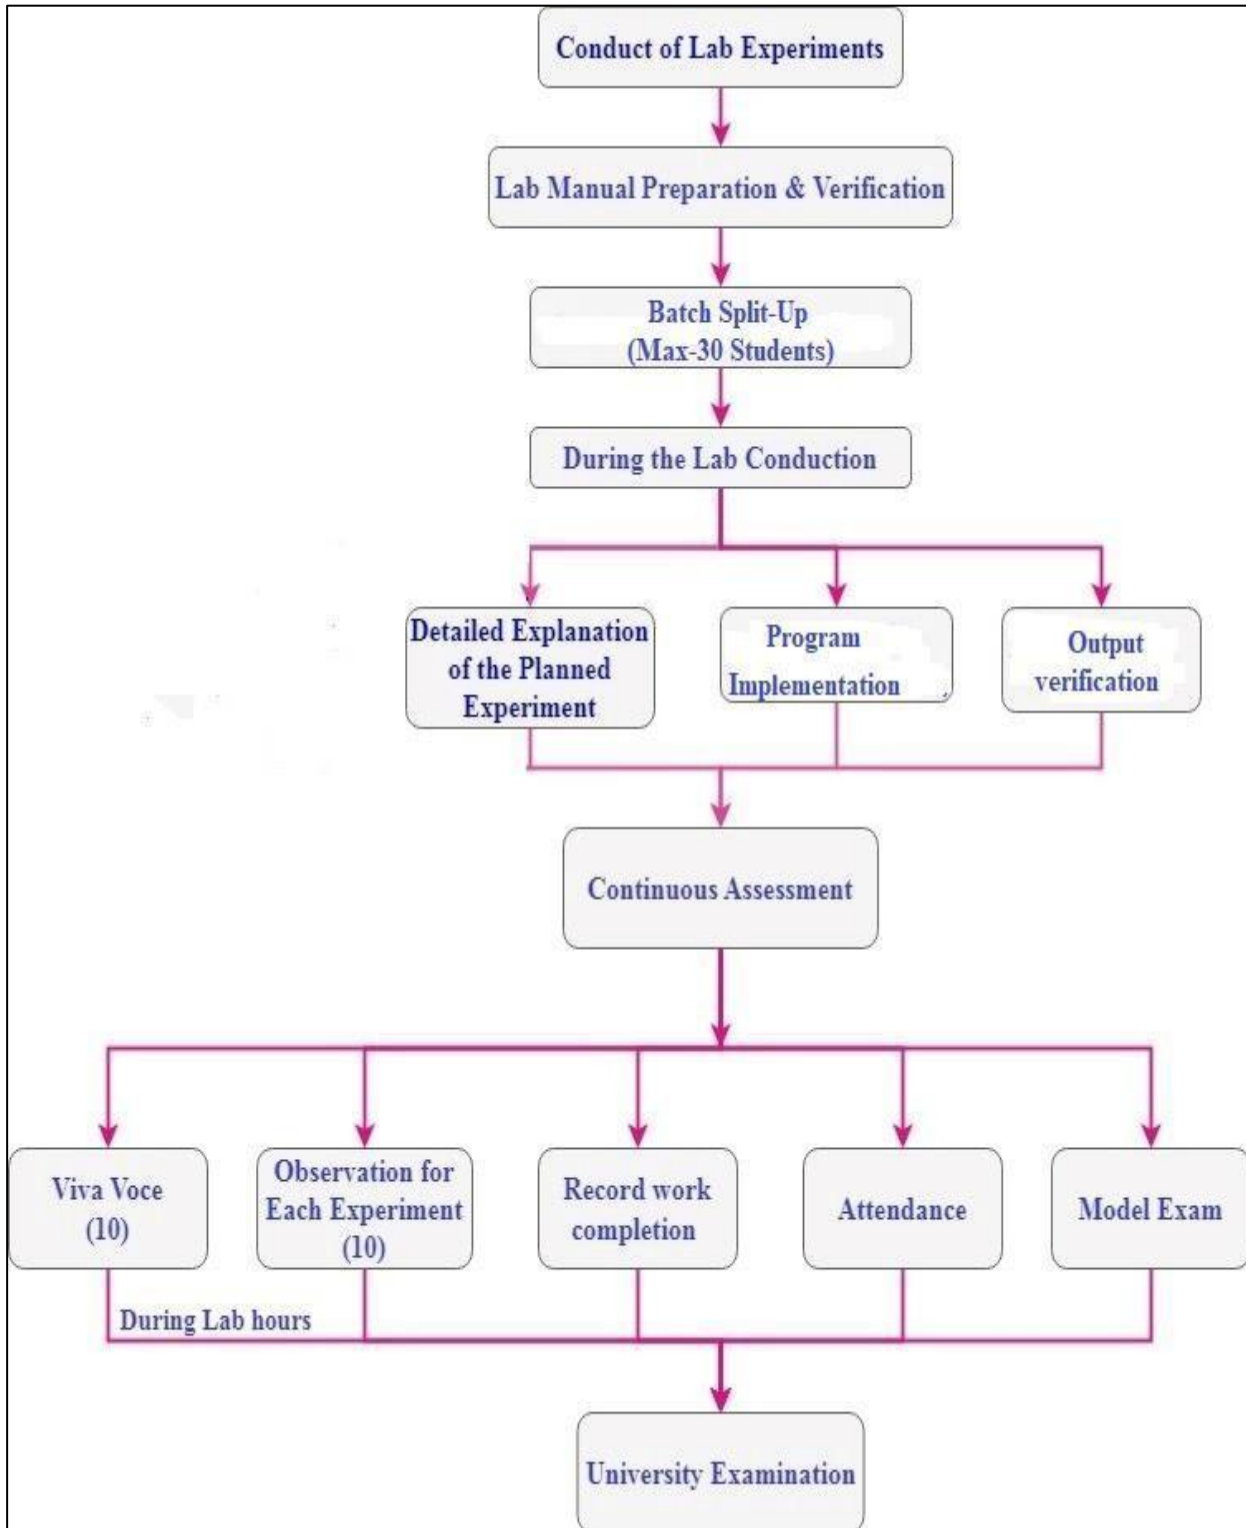 Conduct of Lab Experiments
Lab Manual Preparation & Verification
Batch Split-Up
(Max-30 Students)
During the Lab Conduction
Detailed Explanation
of the Planned
Experiment
Program
Implementation
Output
verification
Continuous Assessment
Viva Voce
(10)
Observation for
Each Experiment
(10)
Record work
completion
Attendance
Model Exam
During Lab hours
University Examination